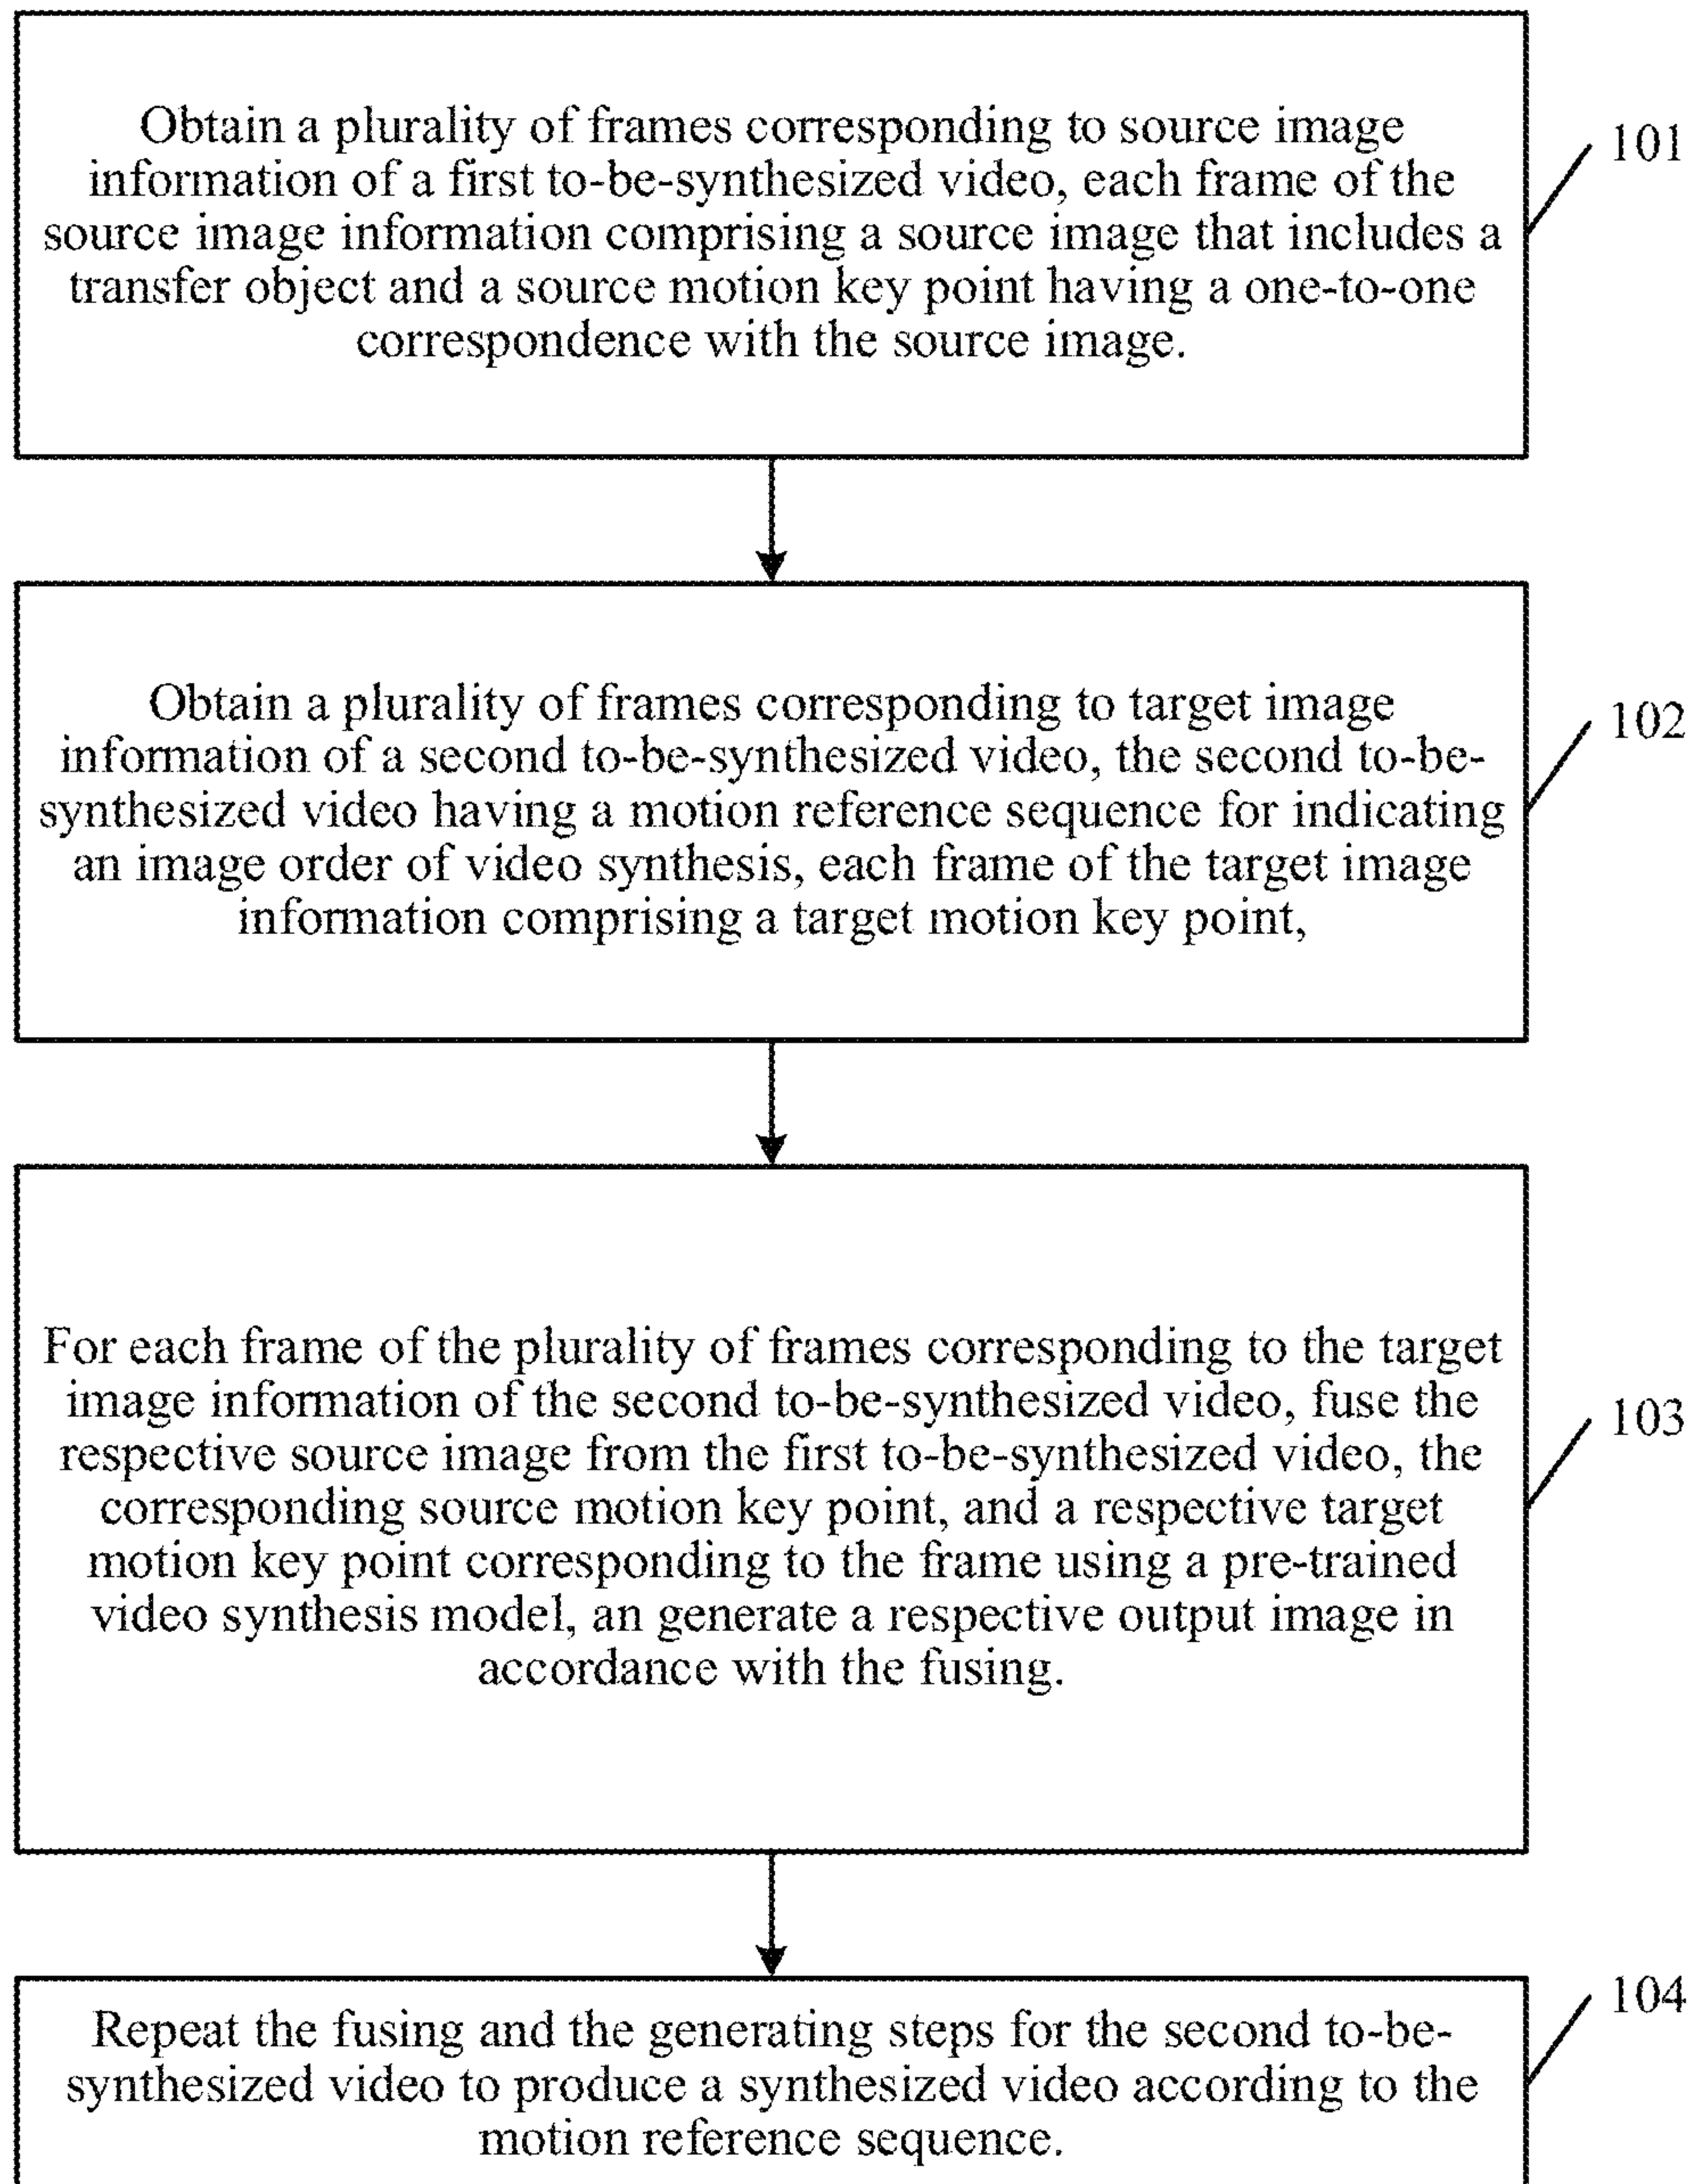 Obtain a plurality of frames corresponding to source image
information of a first to-be-synthesized video, each frame of the
source image information comprising a source image that includes a
transfer object and a source motion key point having a one-to-one
correspondence with the source image.
101
Obtain a plurality of frames corresponding to target image
information of a second to-be-synthesized video, the second to-be-
synthesized video having a motion reference sequence for indicating
an image order of video synthesis, each frame of the target image
information comprising a target motion key point,
102
For each frame of the plurality of frames corresponding to the target
image information of the second to-be-synthesized video, fuse the
respective source image from the first to-be-synthesized video, the
corresponding source motion key point, and a respective target
motion key point corresponding to the frame using a pre-trained
video synthesis model, an generate a respective output image in
accordance with the fusing.
103
Repeat the fusing and the generating steps for the second to-be-
synthesized video to produce a synthesized video according to the
motion reference sequence.
104